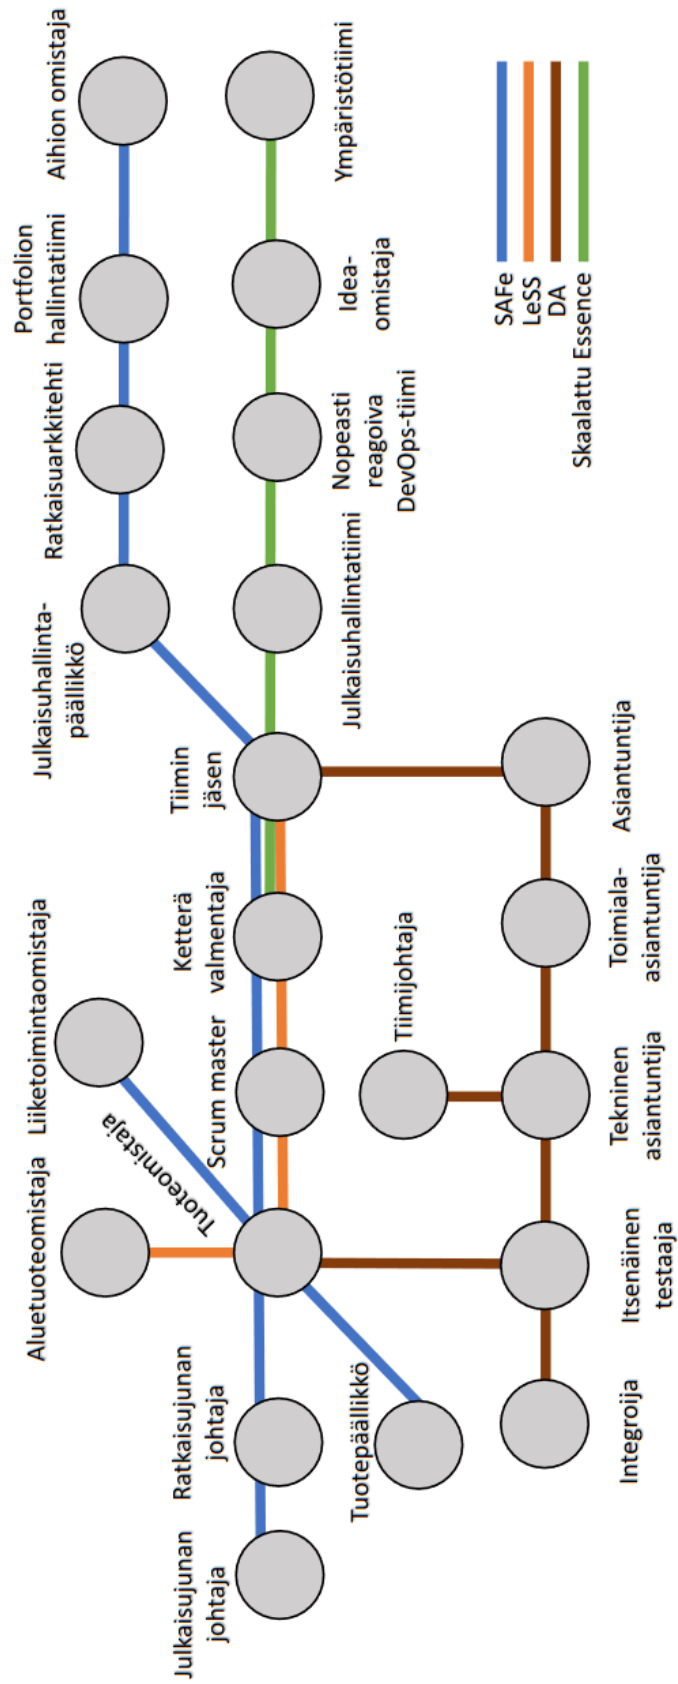 Aluetuoteomistaja
Liiketoimintaomistaja
Tuoteomistaja
Julkaisuhallinta-
päällikkö
Ratkaisuarkkitehti
Portfolion
hallintatiimi
Aihion omistaja
Julkaisujunan
johtaja
Ratkaisujunan
johtaja
Scrum master
Ketterä
valmentaja
Tiimin
jäsen
Julkaisuhallintatiimi
Nopeasti
reagoiva
DevOps-tiimi
Idea-
omistaja
Ympäristötiimi
Tuotepäällikkö
Tiimijohtaja
Integroija
Itsenäinen
testaaja
Tekninen
asiantuntija
Toimiala-
asiantuntija
Asiantuntija
SAFe
LeSS
DA
Skaalattu Essence